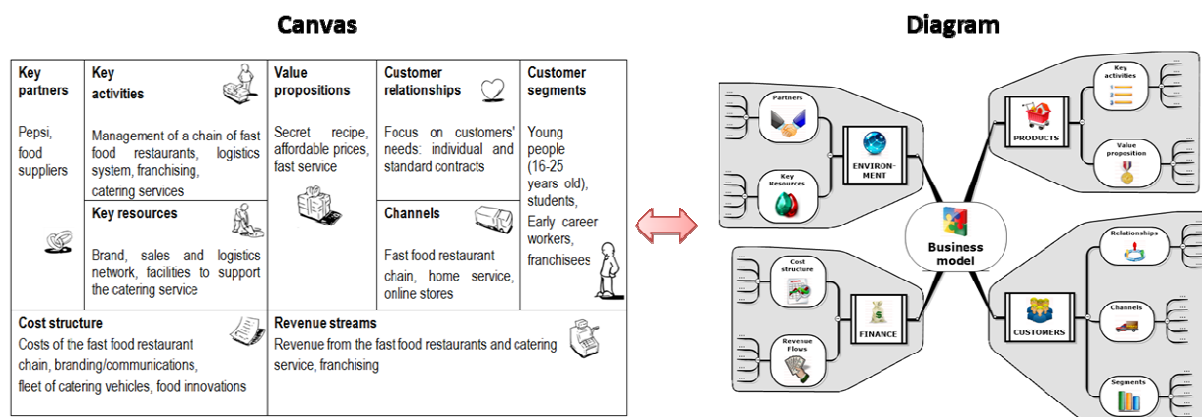 Canvas
Key
partners
Pepsi,
food
suppliers
Key
activities
Management of a chain of fast
food restaurants, logistics
system, franchising,
catering services
Key resources
Brand, sales and logistics
network, facilities to support
the catering service
Value
propositions
Secret recipe,
affordable prices,
fast service
Customer
relationships
Focus on customers'
needs: individual and
standard contracts
Channels
Fast food restaurant
chain, home service,
online stores
Customer
segments
Young
people
(16-25
years old),
students,
Early career
workers,
franchisees
Cost structure
Costs of the fast food restaurant
chain, branding/communications,
fleet of catering vehicles, food innovations
Revenue streams
Revenue from the fast food restaurants and catering
service, franchising
Diagram
Partners
Key
Resources
ENVIRON-
MENT
Key
activities
PRODUCTS
Value
proposition
Business
model
Cost
structure
FINANCE
Revenue
Flows
Relationships
Channels
CUSTOMERS
Segments